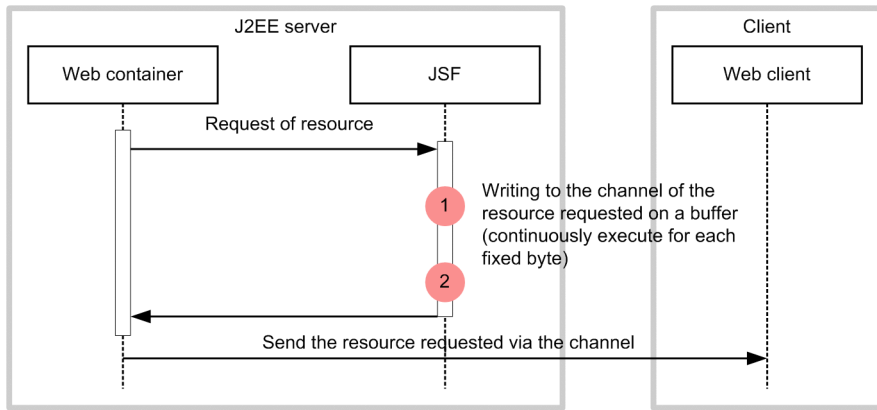 J2EE server
Client
Web container
JSF
Web client
Request of resource
1
Writing to the channel of the
resource requested on a buffer
(continuously execute for each
fixed byte)
2
Send the resource requested via the channel